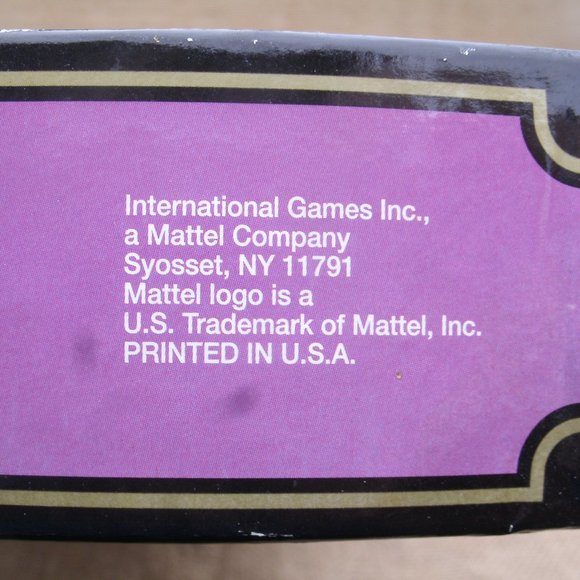 International Games Inc.,
a Mattel Company
Syosset, NY 11791
Mattel logo is a
U.S. Trademark of Mattel, Inc.
PRINTED IN U.S.A.